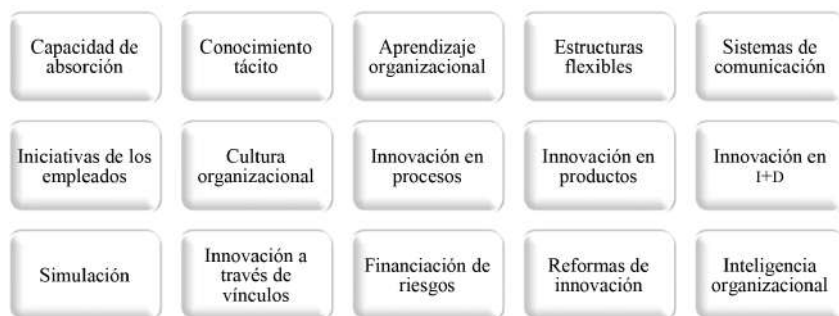 Capacidad de
absorción
Conocimiento
tácito
Aprendizaje
organizacional
Estructuras
flexibles
Sistemas de
comunicación
Iniciativas de los
empleados
Cultura
organizacional
Innovación en
procesos
Innovación en
productos
Innovación en
I+D
Simulación
Innovación a
través de
vínculos
Financiación de
riesgos
Reformas de
innovación
Inteligencia
organizacional